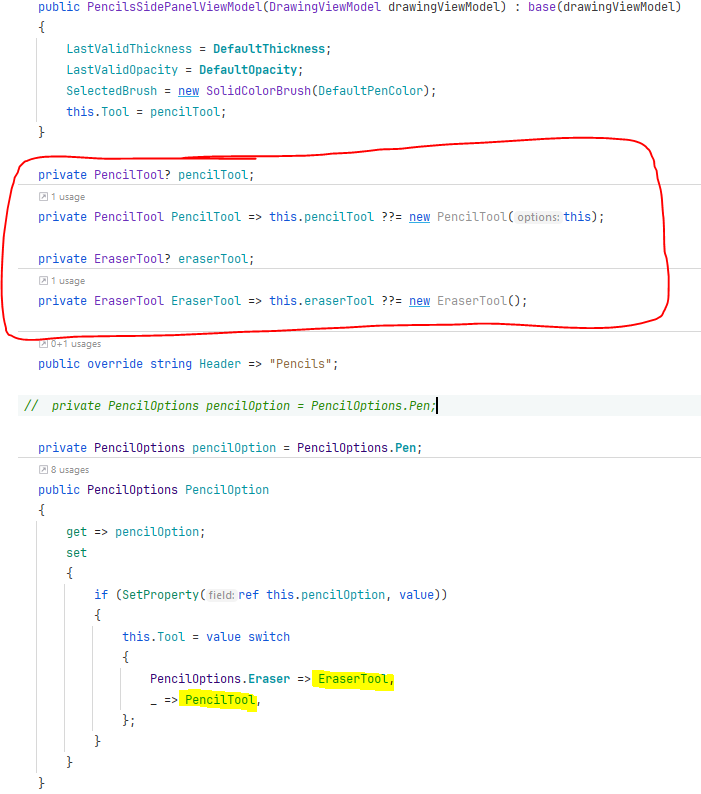 public PencilsSidePanelViewModel(DrawingViewModel drawingViewModel) : base(drawingViewModel)
{
LastValidThickness = DefaultThickness;
LastValidOpacity = DefaultOpacity;
SelectedBrush = new SolidColorBrush(DefaultPenColor);
this.Tool = pencilTool;
}
private PencilTool? pencilTool;
1 usage
private PencilTool PencilTool => this.pencilTool ??= new PencilTool(options: this);
private EraserTool? eraserTool;
1 usage
private EraserTool EraserTool => this.eraserTool ??= new EraserTool();
0+1 usages
public override string Header => "Pencils";
// private PencilOptions pencilOption = PencilOptions.Pen;
private PencilOptions pencilOption = PencilOptions.Pen;
8 usages
public PencilOptions PencilOption
{
get => pencilOption;
set
{
if (SetProperty(field: ref this.pencilOption, value))
{
this.Tool = value switch
{
PencilOptions.Eraser => EraserTool,
_ => PencilTool,
};
}
}
}